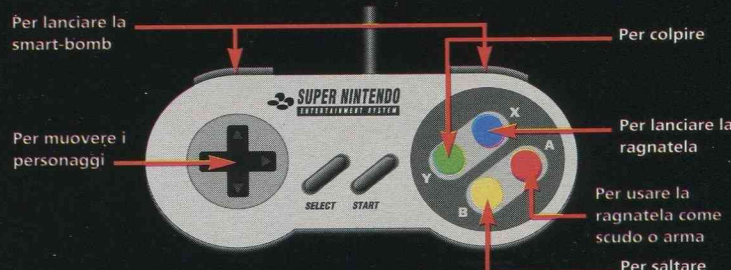 Per lanciare la
smart-bomb
Per colpire
SUPER NINTENDO
ENTERTAINMENT SYSTEM
X
Per lanciare la
ragnatela
A
Per muovere i
personaggi
Y
SELECT
START
B
Per usare la
ragnatela come
scudo o arma
Per saltare